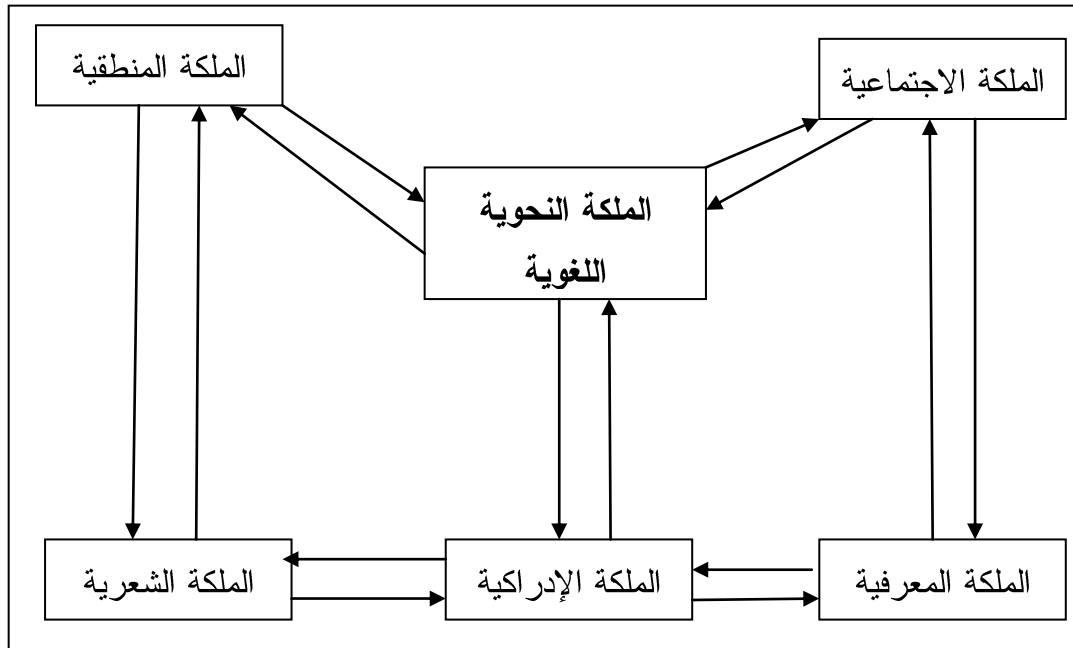 الملكة الاجتماعية
الملكة المنطقية
الملكة النحوية
اللغوية
الملكة المعرفية
الملكة الإدراكية
الملكة الشعرية